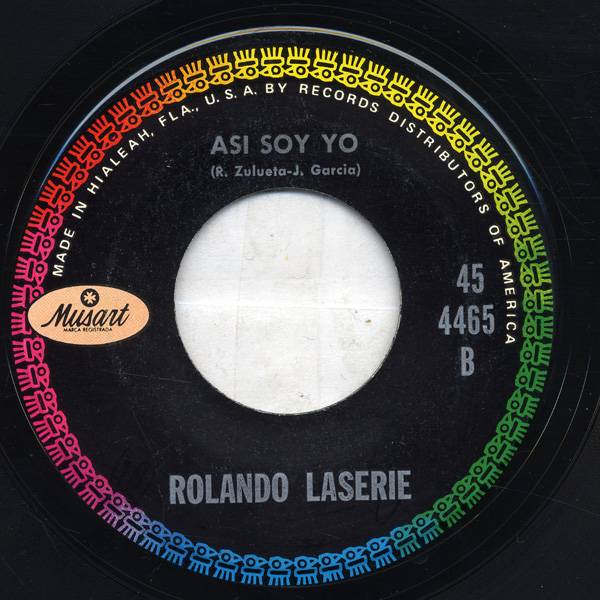 MADE IN HIALEAH, FLA., U.S.A. BY RECORDS DISTRIBUTORS OF AMERICA
ASI SOY YO
(R. Zulueta-J. Garcia)
45
4465
B
Musart
MARCA REGISTRADA
ROLANDO LASERIE